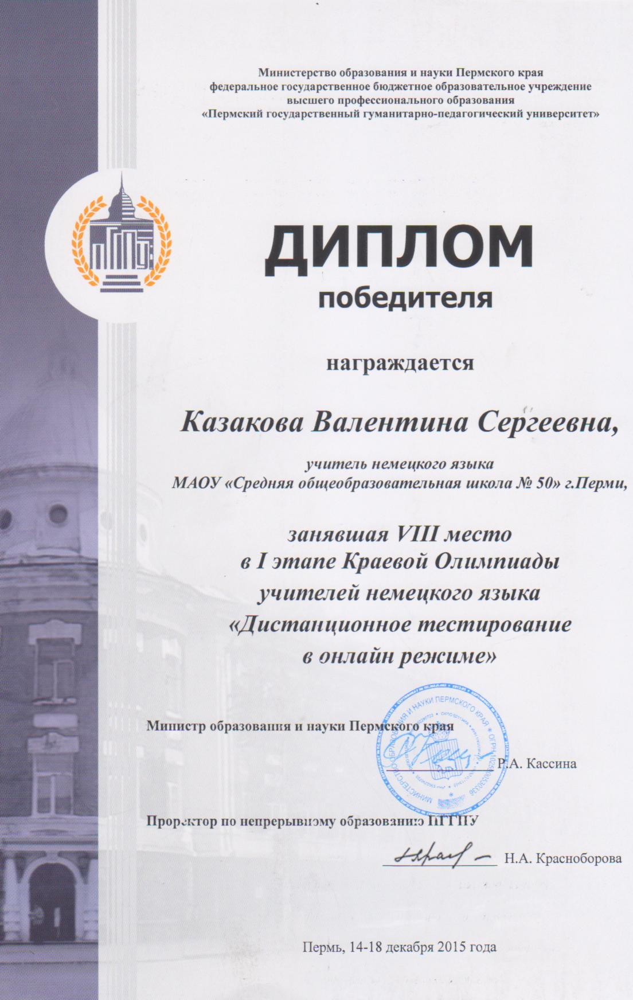 Министерство образования и науки Пермского края
федеральное государственное бюджетное образовательное учреждение
высшего профессионального образования
«Пермский государственный гуманитарно-педагогический университет»
ПГГПУ
ДИПЛОМ
победителя
награждается
Казакова Валентина Сергеевна,
учитель немецкого языка
МАОУ «Средняя общеобразовательная школа № 50» г.Перми,
занявшая VIII место
в I этапе Краевой Олимпиады
учителей немецкого языка
«Дистанционное тестирование
в онлайн режиме»
Министр образования и науки Пермского края
МИНИСТЕРСТВО ОБРАЗОВАНИЯ И НАУКИ ПЕРМСКОГО КРАЯ * ОГРН
Р.А. Кассина
Проректор по непрерывному образованию ПГГПУ
Н.А. Красноборова
Пермь, 14-18 декабря 2015 года